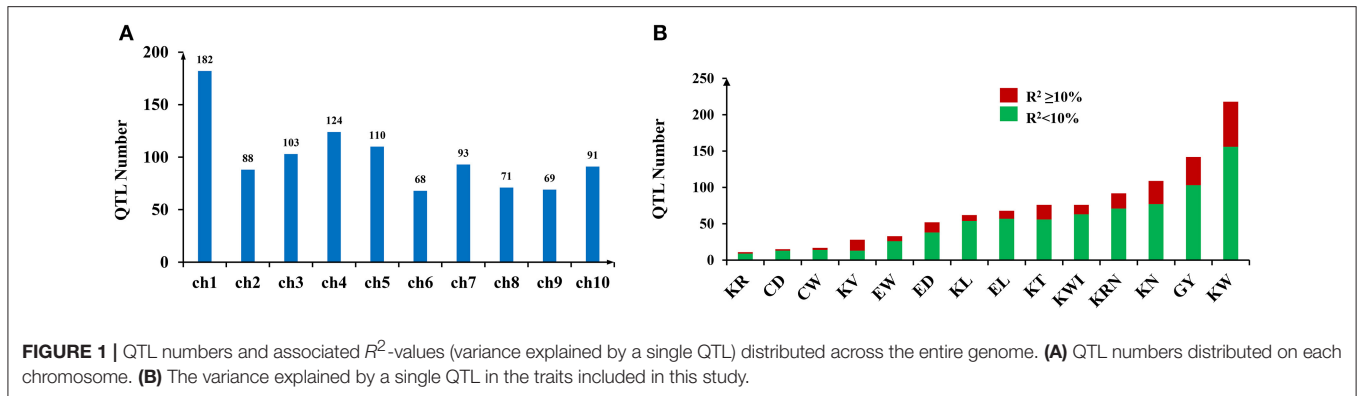 A
QTL Number
200
150
100
50
0
182
88
103
124
110
68
93
71
69
91
ch1 ch2 ch3 ch4 ch5 ch6 ch7 ch8 ch9 ch10
B
QTL Number
250
200
150
100
50
0
R² ≥10%
R²<10%
KR CD CW KV EW ED KL EL KT KWI KRN KN GY KW
FIGURE 1 | QTL numbers and associated R²-values (variance explained by a single QTL) distributed across the entire genome. (A) QTL numbers distributed on each
chromosome. (B) The variance explained by a single QTL in the traits included in this study.